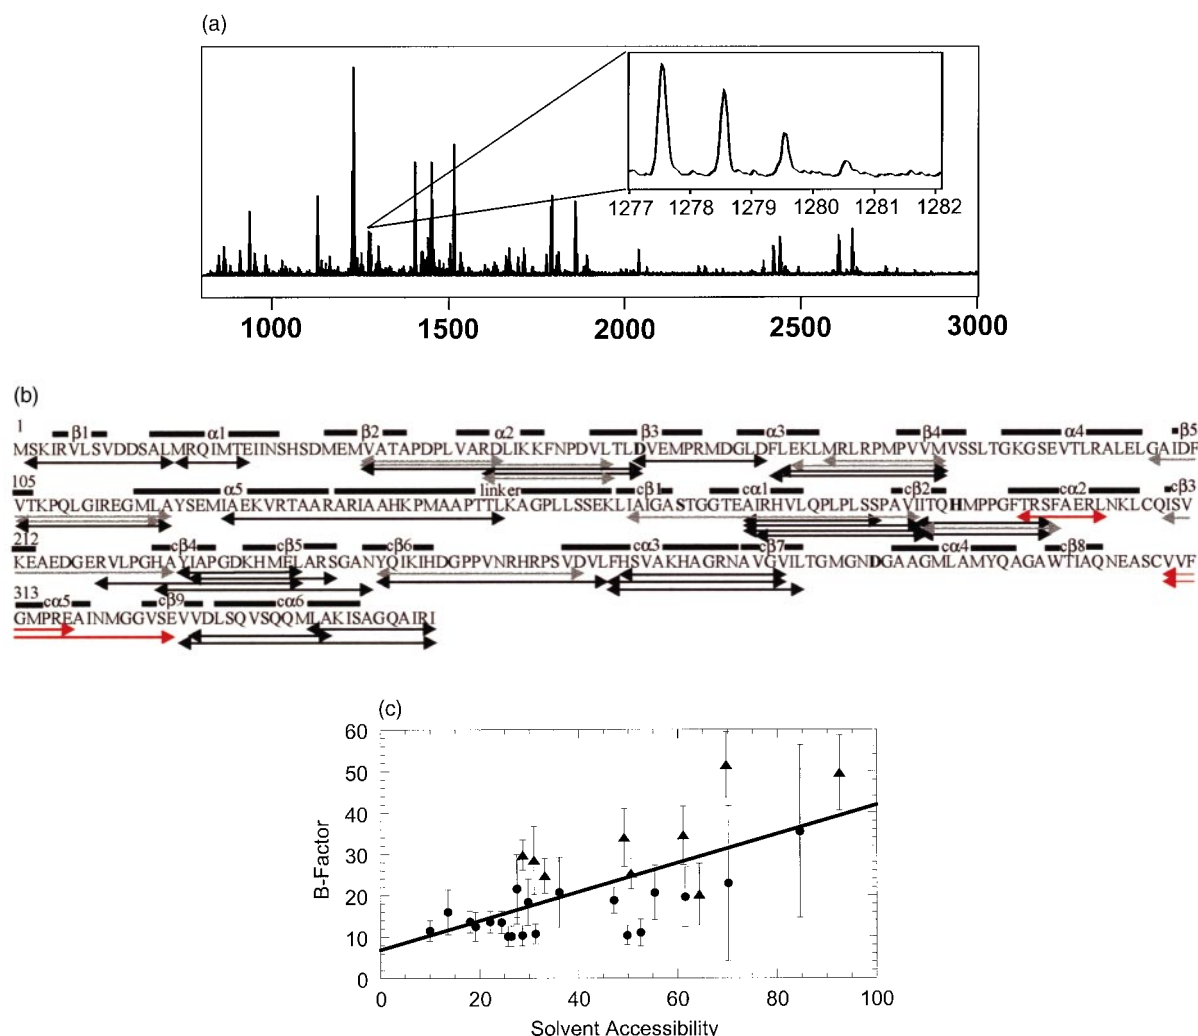 (a)
1277 1278 1279 1280 1281 1282
1000 1500 2000 2500 3000
(b)
1 β1 α1 β2 α2 β3 α3 β4 α4 β5
MSKIRVLSVDDSALMRQIMTEIINSHSDMEMVATAPDPLVARDLIKKFNPDVLTLDVEMPRMDGLDFLEKLMRLRPMPVVMVSSLTGKGSEVTLRALELGAIDF
105 α5 linker cβ1 cα1 cβ2 cα2 cβ3
VTKPQLGIREGMLAYSEMIAEKVRTAARARIAAHKPMAAPTTLKAGPLLSSEKLIAIGASTGGTEAIRHVLQPLPLSSPAVIITQHMPPGFTRSFAERLNKLCQISV
212 cβ4 cβ5 cβ6 cα3 cβ7 cα4 cβ8
KEAEDGERVLPGHAYIAPGDKHMELARSGANYQIKIHDGPPVNRHRPSVDVLFHSVAKHAGRNAVGVILTGMGNDGAAGMLAMYQAGAWTIAQNEASCVVF
313 cα5 cβ9 cα6
GMPREAINMGGVSEVVDLSQVSQQMLAKISAGQAIRI
(c)
60
50
40
30
20
10
0
B-Factor
0 20 40 60 80 100
Solvent Accessibility